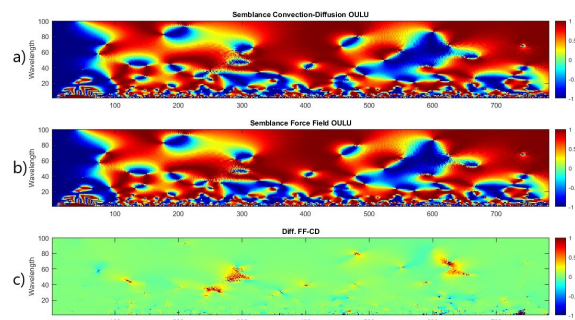 Semblance Convection-Diffusion OULU
a)
Wavelength
100
80
60
40
20
100 200 300 400 500 600 700
1
0.5
0
-0.5
-1
Semblance Force Field OULU
b)
Wavelength
100
80
60
40
20
100 200 300 400 500 600 700
1
0.5
0
-0.5
-1
Diff. FF-CD
c)
Wavelength
100
80
60
40
20
1
0.5
0
-0.5
-1